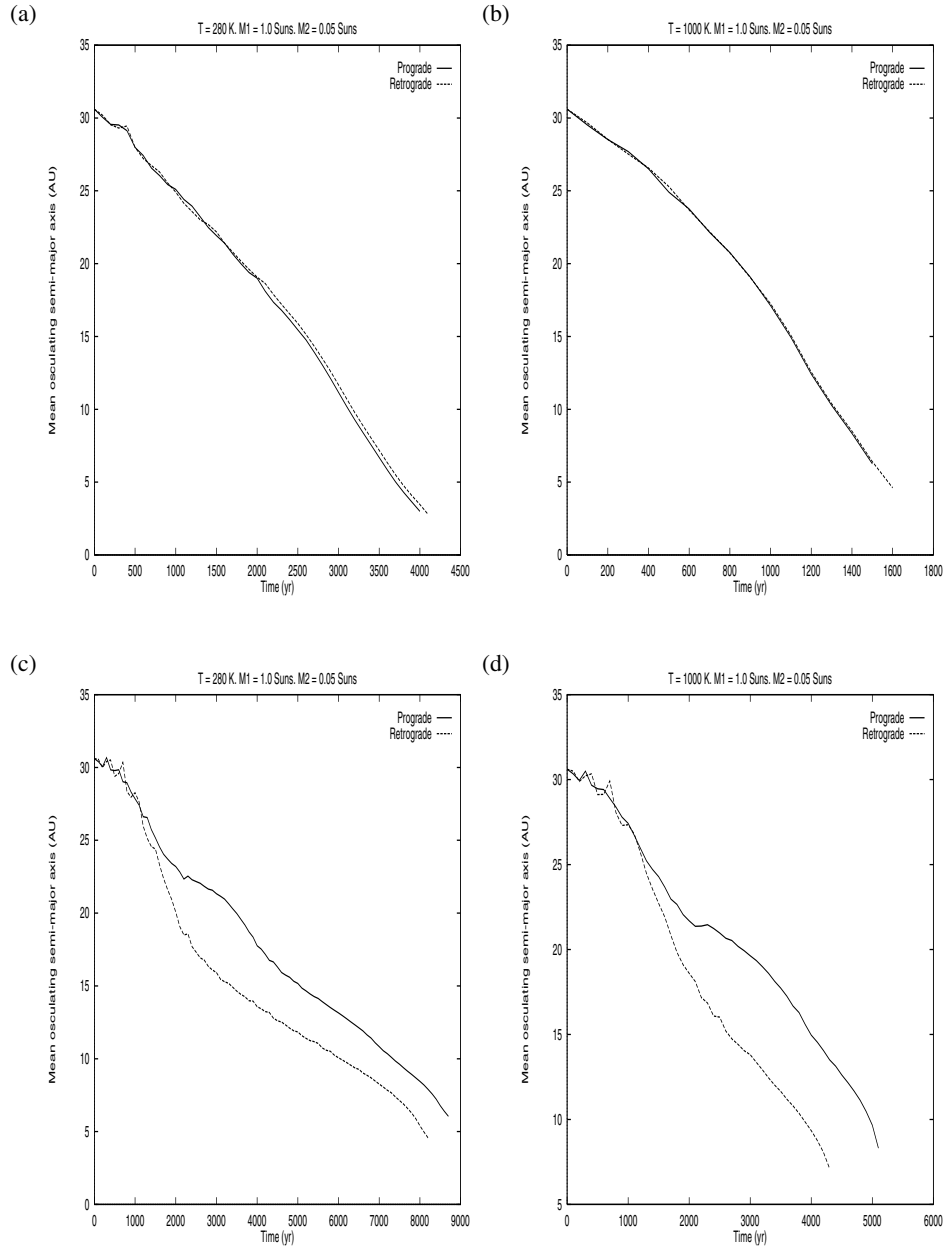 (a)
T = 280 K. M1 = 1.0 Suns. M2 = 0.05 Suns
35
30
25
20
15
10
5
0
Mean osculating semi-major axis (AU)
Prograde
Retrograde
0 500 1000 1500 2000 2500 3000 3500 4000 4500
Time (yr)
(b)
T = 1000 K. M1 = 1.0 Suns. M2 = 0.05 Suns
35
30
25
20
15
10
5
0
Mean osculating semi-major axis (AU)
Prograde
Retrograde
0 200 400 600 800 1000 1200 1400 1600 1800
Time (yr)
(c)
T = 280 K. M1 = 1.0 Suns. M2 = 0.05 Suns
35
30
25
20
15
10
5
0
Mean osculating semi-major axis (AU)
Prograde
Retrograde
0 1000 2000 3000 4000 5000 6000 7000 8000 9000
Time (yr)
(d)
T = 1000 K. M1 = 1.0 Suns. M2 = 0.05 Suns
35
30
25
20
15
10
5
Mean osculating semi-major axis (AU)
Prograde
Retrograde
0 1000 2000 3000 4000 5000 6000
Time (yr)